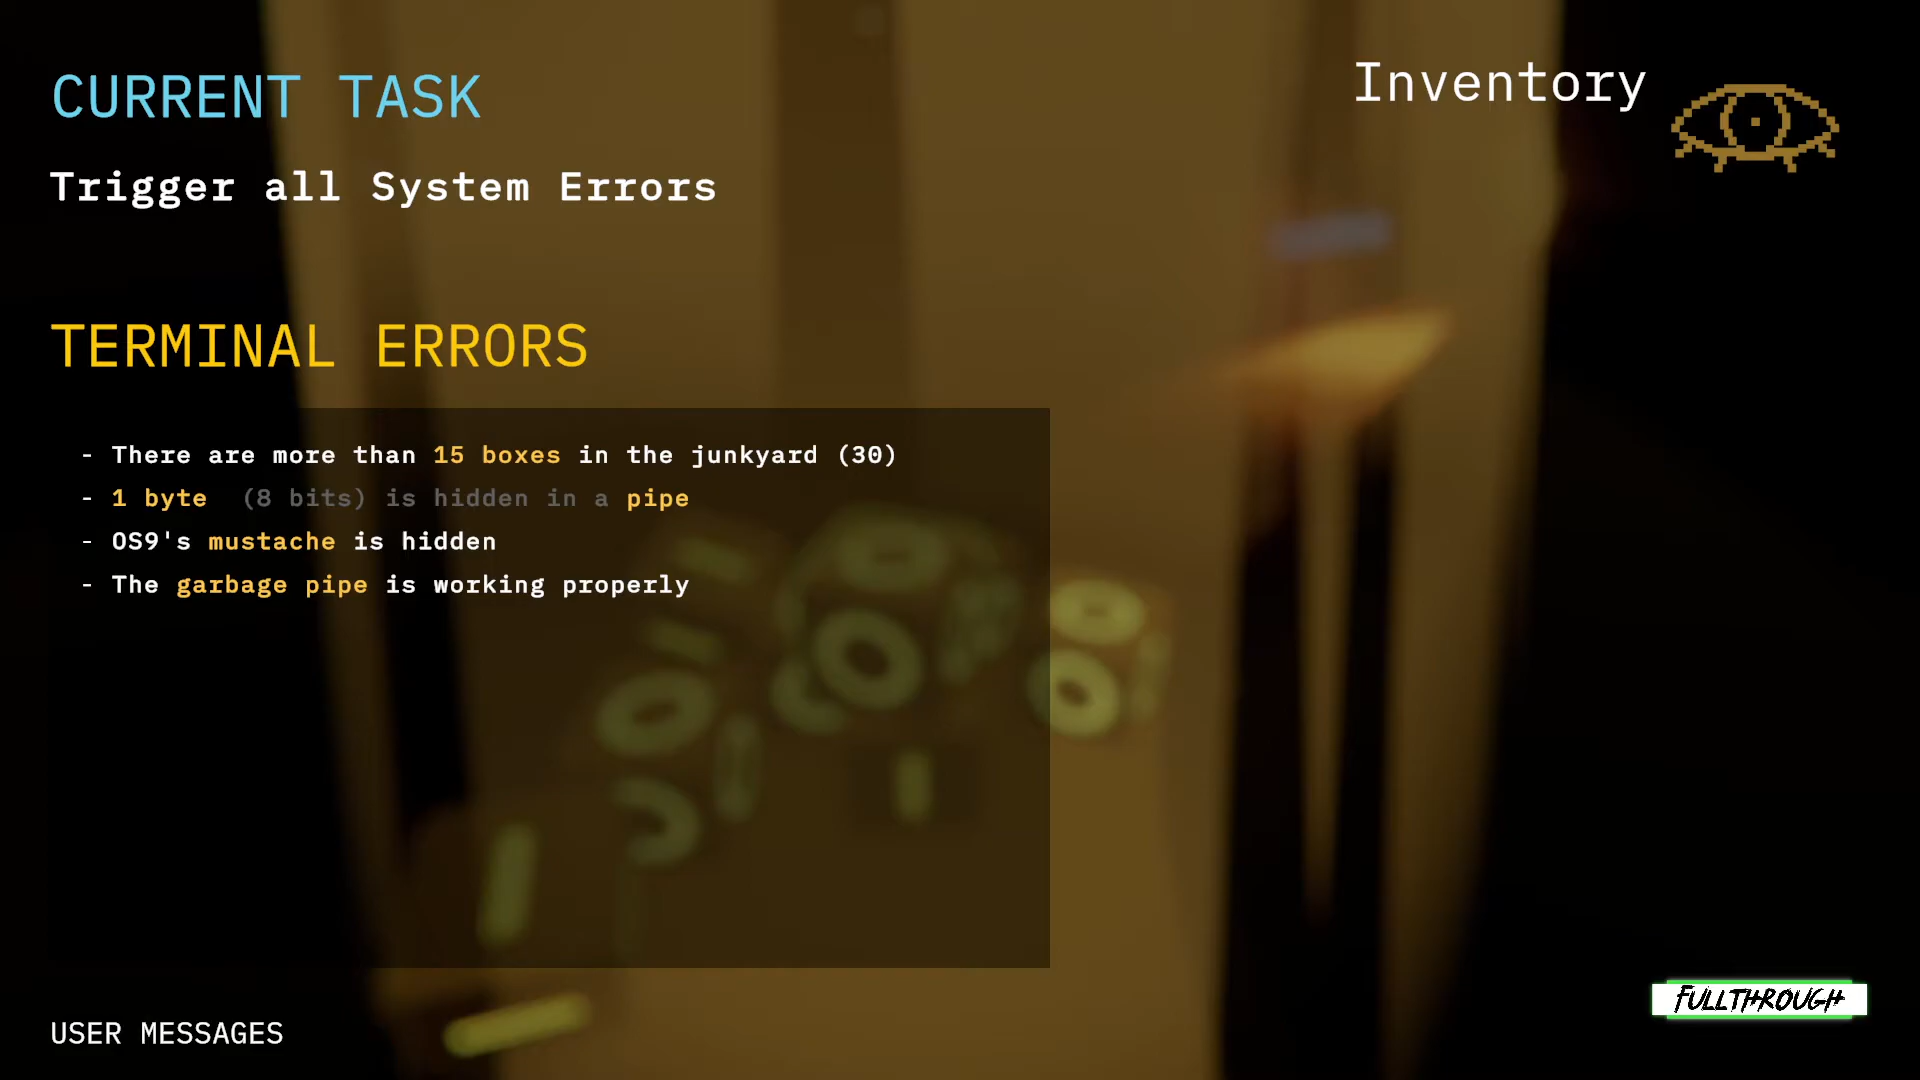 CURRENT TASK
Inventory
Trigger all System Errors
TERMINAL ERRORS
- There are more than 15 boxes in the junkyard (30)
- 1 byte (8 bits) is hidden in a pipe
- OS9's mustache is hidden
- The garbage pipe is working properly
USER MESSAGES
FULLTHROUGH